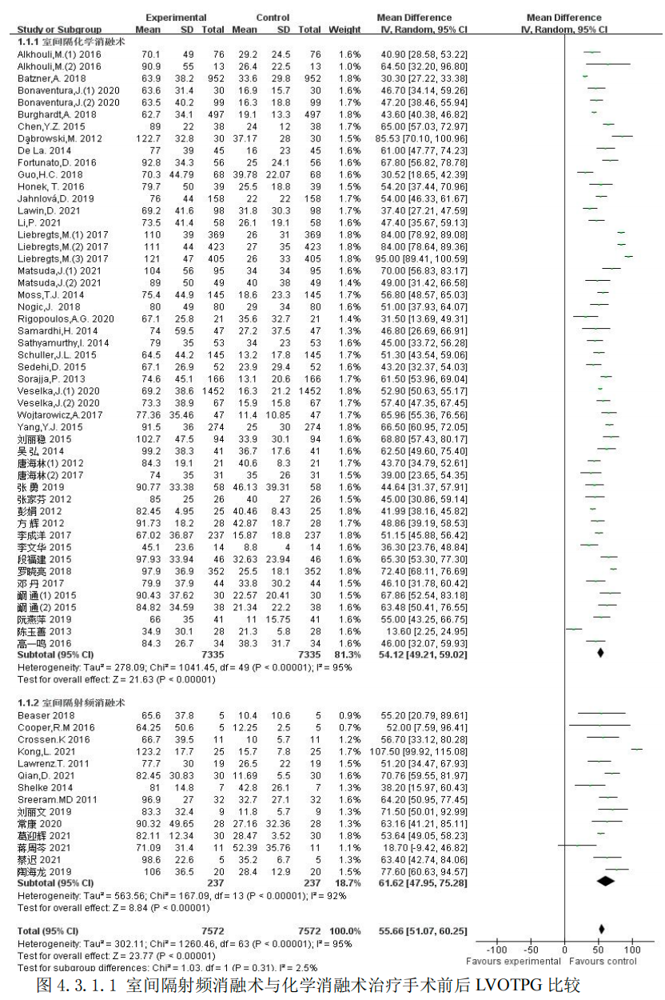 Experimental Control Mean Difference Mean Difference
Study or Subgroup Mean SD Total Mean SD Total Weight IV, Random, 95% CI IV, Random, 95% CI
1.1.1 室间隔化学消融术
Alkhouli,M.(1) 2016 70.1 49 76 29.2 24.5 76 1.6% 40.90 [28.58, 53.22]
Alkhouli,M.(2) 2016 90.9 55 13 26.4 22.5 13 1.0% 64.50 [32.20, 96.80]
Batzner,A. 2018 63.9 38.2 952 33.6 29.8 952 1.8% 30.30 [27.22, 33.38]
Bonaventura,J.(1) 2020 63.6 31.4 30 16.9 15.7 30 1.6% 46.70 [34.14, 59.26]
Bonaventura,J.(2) 2020 63.5 40.2 99 16.3 18.8 99 1.7% 47.20 [38.46, 55.94]
Burghardt,A. 2018 62.7 34.1 497 19.1 13.3 497 1.8% 43.60 [40.38, 46.82]
Chen,Y.Z. 2015 89 22 38 24 12 38 1.7% 65.00 [57.03, 72.97]
Dąbrowski,M. 2012 122.7 32.8 30 37.17 28 30 1.5% 85.53 [70.10, 100.96]
De La. 2014 77 39 45 16 23 45 1.6% 61.00 [47.77, 74.23]
Fortunato,D. 2016 92.8 34.3 56 25 24.1 56 1.6% 67.80 [56.82, 78.78]
Guo,H.C. 2018 70.3 44.79 68 39.78 22.07 68 1.6% 30.52 [18.65, 42.39]
Honek, T. 2016 79.7 50 39 25.5 18.8 39 1.5% 54.20 [37.44, 70.96]
Jahnlová,D. 2019 76 44 158 22 22 158 1.7% 54.00 [46.33, 61.67]
Lawin,D. 2021 69.2 41.6 98 31.8 30.3 98 1.6% 37.40 [27.21, 47.59]
Li,P. 2021 73.5 41.4 58 26.1 19.1 58 1.6% 47.40 [35.67, 59.13]
Liebregts,M.(1) 2017 110 39 369 26 31 369 1.8% 84.00 [78.92, 89.08]
Liebregts,M.(2) 2017 111 44 423 27 35 423 1.8% 84.00 [78.64, 89.36]
Liebregts,M.(3) 2017 121 47 405 26 33 405 1.8% 95.00 [89.41, 100.59]
Matsuda,J.(1) 2021 104 56 95 34 34 95 1.6% 70.00 [56.83, 83.17]
Matsuda,J.(2) 2021 89 50 49 40 38 49 1.4% 49.00 [31.42, 66.58]
Moss,T.J. 2014 75.4 44.9 145 18.6 23.3 145 1.7% 56.80 [48.57, 65.03]
Nogic,J. 2018 80 49 80 29 34 80 1.6% 51.00 [37.93, 64.07]
Rigopoulos,A.G. 2020 67.1 25.8 21 35.6 32.7 21 1.4% 31.50 [13.69, 49.31]
Samardhi,H. 2014 74 59.5 47 27.2 37.5 47 1.4% 46.80 [26.69, 66.91]
Sathyamurthy,I. 2014 79 35 53 34 23 53 1.6% 45.00 [33.72, 56.28]
Schuller,J.L. 2015 64.5 44.2 145 13.2 17.8 145 1.7% 51.30 [43.54, 59.06]
Sedehi,D. 2015 67.1 26.9 52 23.9 29.4 52 1.6% 43.20 [32.37, 54.03]
Sorajja,P. 2013 74.6 45.1 166 13.1 20.6 166 1.7% 61.50 [53.96, 69.04]
Veselka,J.(1) 2020 69.2 38.6 1452 16.3 21.2 1452 1.8% 52.90 [50.63, 55.17]
Veselka,J.(2) 2020 73.3 38.9 67 15.9 15.8 67 1.7% 57.40 [47.35, 67.45]
Wojtarowicz,A.2017 77.36 35.46 47 11.4 10.85 47 1.6% 65.96 [55.36, 76.56]
Yang,Y.J. 2015 91.5 36 274 25 30 274 1.8% 66.50 [60.95, 72.05]
刘丽稳 2015 102.7 47.5 94 33.9 30.1 94 1.6% 68.80 [57.43, 80.17]
吴 弘 2014 99.2 38.3 41 36.7 17.6 41 1.6% 62.50 [49.60, 75.40]
唐海林(1) 2012 84.3 19.1 21 40.6 8.3 21 1.7% 43.70 [34.79, 52.61]
唐海林(2) 2017 74 35 31 35 26 31 1.5% 39.00 [23.65, 54.35]
张 勇 2019 90.77 33.38 58 46.13 39.31 58 1.6% 44.64 [31.37, 57.91]
张家芬 2012 85 25 26 40 27 26 1.6% 45.00 [30.86, 59.14]
彭娟 2012 82.45 4.95 25 40.46 8.43 25 1.8% 41.99 [38.16, 45.82]
方 辉 2012 91.73 18.2 28 42.87 18.7 28 1.7% 48.86 [39.19, 58.53]
李成洋 2017 67.02 36.87 237 15.87 18.8 237 1.8% 51.15 [45.88, 56.42]
李文华 2015 45.1 23.6 14 8.8 4 14 1.6% 36.30 [23.76, 48.84]
段福建 2015 97.93 33.94 46 32.63 23.94 46 1.6% 65.30 [53.30, 77.30]
罗晓亮 2018 97.9 36.9 352 25.5 18.1 352 1.8% 72.40 [68.11, 76.69]
邓 丹 2017 79.9 37.9 44 33.8 30.2 44 1.6% 46.10 [31.78, 60.42]
通(1) 2015 90.43 37.62 30 22.57 20.41 30 1.5% 67.86 [52.54, 83.18]
通(2) 2015 84.82 34.59 38 21.34 22.2 38 1.6% 63.48 [50.41, 76.55]
阮燕萍 2019 66 35 41 11 15.75 41 1.6% 55.00 [43.25, 66.75]
陈玉善 2013 34.9 30.1 28 21.3 5.8 28 1.6% 13.60 [2.25, 24.95]
高一鸣 2016 84.3 26.7 34 38.3 31.7 34 1.6% 46.00 [32.07, 59.93]
Subtotal (95% CI) 7335 7335 81.3% 54.12 [49.21, 59.02]
Heterogeneity: Tau² = 278.09; Chi² = 1041.45, df = 49 (P < 0.00001); I² = 95%
Test for overall effect: Z = 21.63 (P < 0.00001)
1.1.2 室间隔射频消融术
Beaser 2018 65.6 37.8 5 10.4 10.6 5 0.9% 55.20 [20.79, 89.61]
Cooper,R.M 2016 64.25 50.6 5 12.25 2.5 5 0.7% 52.00 [7.59, 96.41]
Crossen.K 2016 66.7 39.5 11 10 5.7 11 1.2% 56.70 [33.12, 80.28]
Kong,L. 2021 123.2 17.7 25 15.7 7.8 25 1.7% 107.50 [99.92, 115.08]
Lawrenz.T. 2011 77.7 30 19 26.5 22 19 1.5% 51.20 [34.47, 67.93]
Qian,D. 2021 82.45 30.83 30 11.69 5.5 30 1.6% 70.76 [59.55, 81.97]
Shelke 2014 81 14.8 7 42.8 26.1 7 1.3% 38.20 [15.97, 60.43]
Sreeram.MD 2011 96.9 27 32 32.7 27.1 32 1.6% 64.20 [50.95, 77.45]
刘丽文 2019 83.3 32.4 9 11.8 5.7 9 1.3% 71.50 [50.01, 92.99]
常康 2020 90.32 49.65 28 27.16 32.36 28 1.3% 63.16 [41.21, 85.11]
葛迎辉 2021 82.11 12.34 30 28.47 3.52 30 1.8% 53.64 [49.05, 58.23]
蒋周芩 2021 71.09 31.4 11 52.39 35.76 11 1.1% 18.70 [-9.42, 46.82]
蔡迟 2021 98.6 22.6 5 35.2 6.7 5 1.3% 63.40 [42.74, 84.06]
陶海龙 2019 106 36.5 20 28.4 12.9 20 1.5% 77.60 [60.63, 94.57]
Subtotal (95% CI) 237 237 18.7% 61.62 [47.95, 75.28]
Heterogeneity: Tau² = 563.56; Chi² = 167.09, df = 13 (P < 0.00001); I² = 92%
Test for overall effect: Z = 8.84 (P < 0.00001)
Total (95% CI) 7572 7572 100.0% 55.66 [51.07, 60.25]
Heterogeneity: Tau² = 302.11; Chi² = 1260.46, df = 63 (P < 0.00001); I² = 95%
Test for overall effect: Z = 23.77 (P < 0.00001)
Test for subgroup differences: Chi² = 1.03, df = 1 (P = 0.31), I² = 2.5%
-100 -50 0 50 100
Favours experimental Favours control
图 4.3.1.1 室间隔射频消融术与化学消融术治疗手术前后 LVOTPG 比较